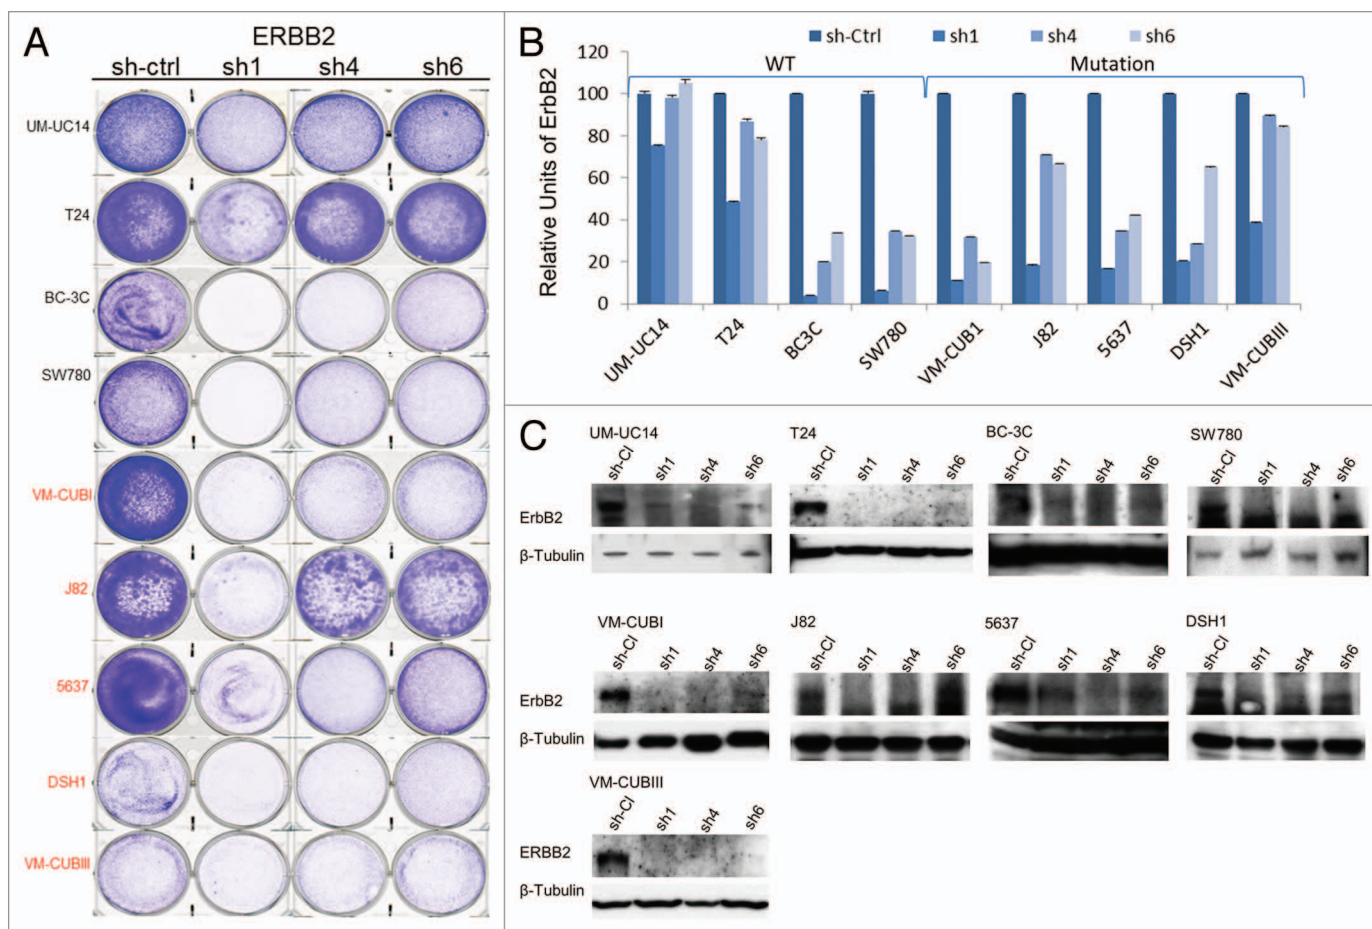 A
ERBB2
sh-ctrl sh1 sh4 sh6
UM-UC14
T24
BC-3C
SW780
VM-CUBI
J82
5637
DSH1
VM-CUBIII
B
sh-Ctrl sh1 sh4 sh6
WT Mutation
Relative Units of ErbB2
120
100
80
60
40
20
0
UM-UC14 T24 BC3C SW780 VM-CUB1 J82 5637 DSH1 VM-CUBIII
C
UM-UC14 T24 BC-3C SW780
sh-Cl sh1 sh4 sh6 sh-Cl sh1 sh4 sh6 sh-Cl sh1 sh4 sh6 sh-Cl sh1 sh4 sh6
ErbB2
β-Tubulin
VM-CUBI J82 5637 DSH1
sh-Cl sh1 sh4 sh6 sh-Cl sh1 sh4 sh6 sh-Cl sh1 sh4 sh6 sh-Cl sh1 sh4 sh6
ErbB2
β-Tubulin
VM-CUBIII
sh-Cl sh1 sh4 sh6
ERBB2
β-Tubulin